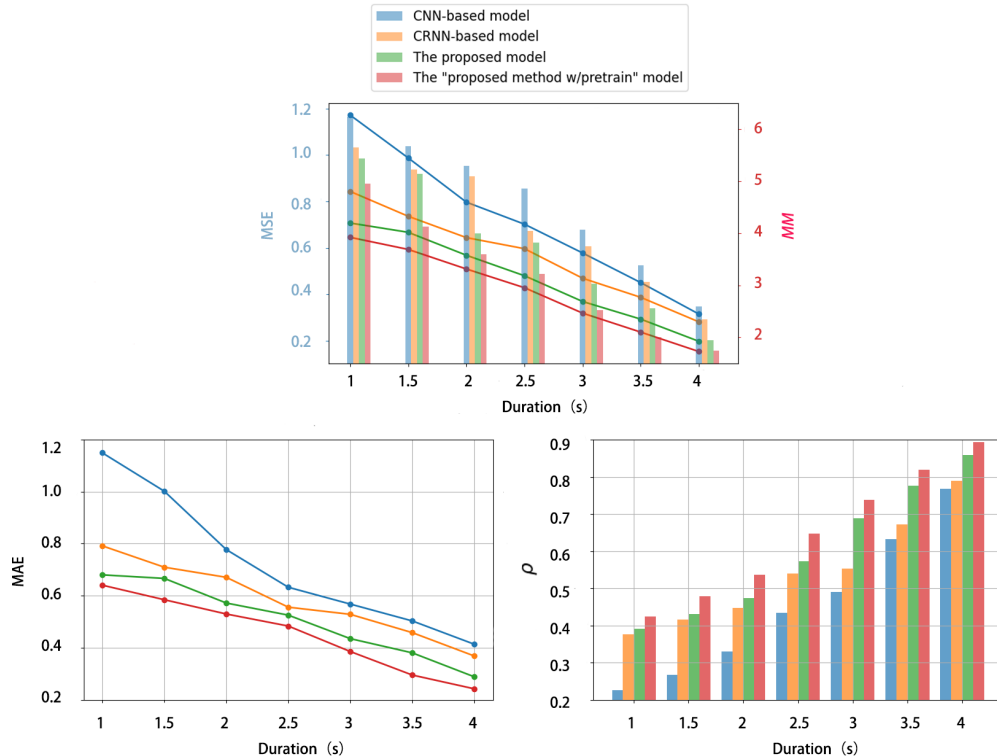 CNN-based model
CRNN-based model
The proposed model
The "proposed method w/pretrain" model
1.2
1.0
0.8
0.6
0.4
0.2
MSE
6
5
4
3
2
MM
1 1.5 2 2.5 3 3.5 4
Duration (s)
1.2
1.0
0.8
0.6
0.4
0.2
MAE
1 1.5 2 2.5 3 3.5 4
Duration (s)
0.9
0.8
0.7
0.6
0.5
0.4
0.3
0.2
ρ
1 1.5 2 2.5 3 3.5 4
Duration (s)